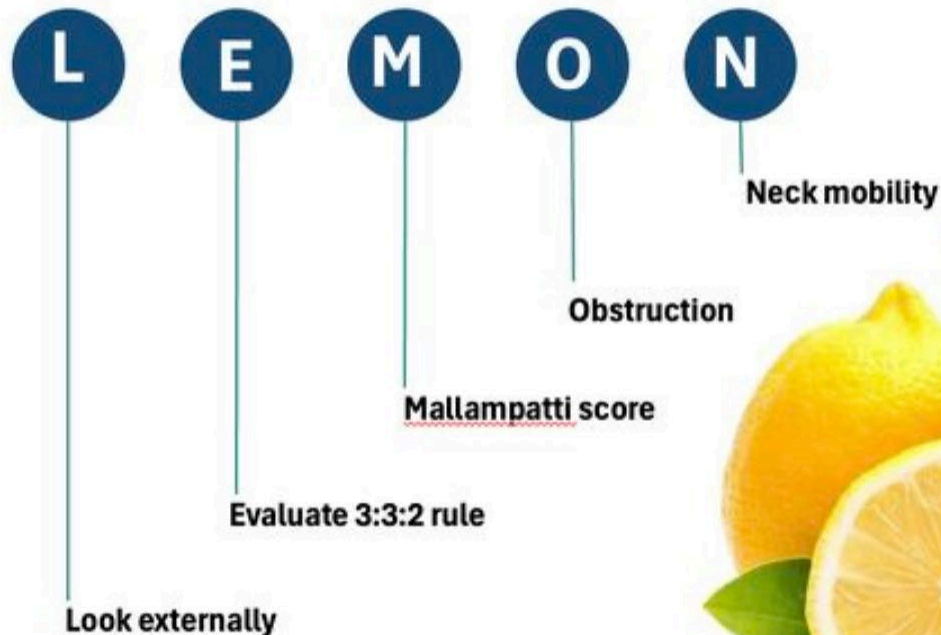 L E M O N
Neck mobility
Obstruction
Mallampatti score
Evaluate 3:3:2 rule
Look externally